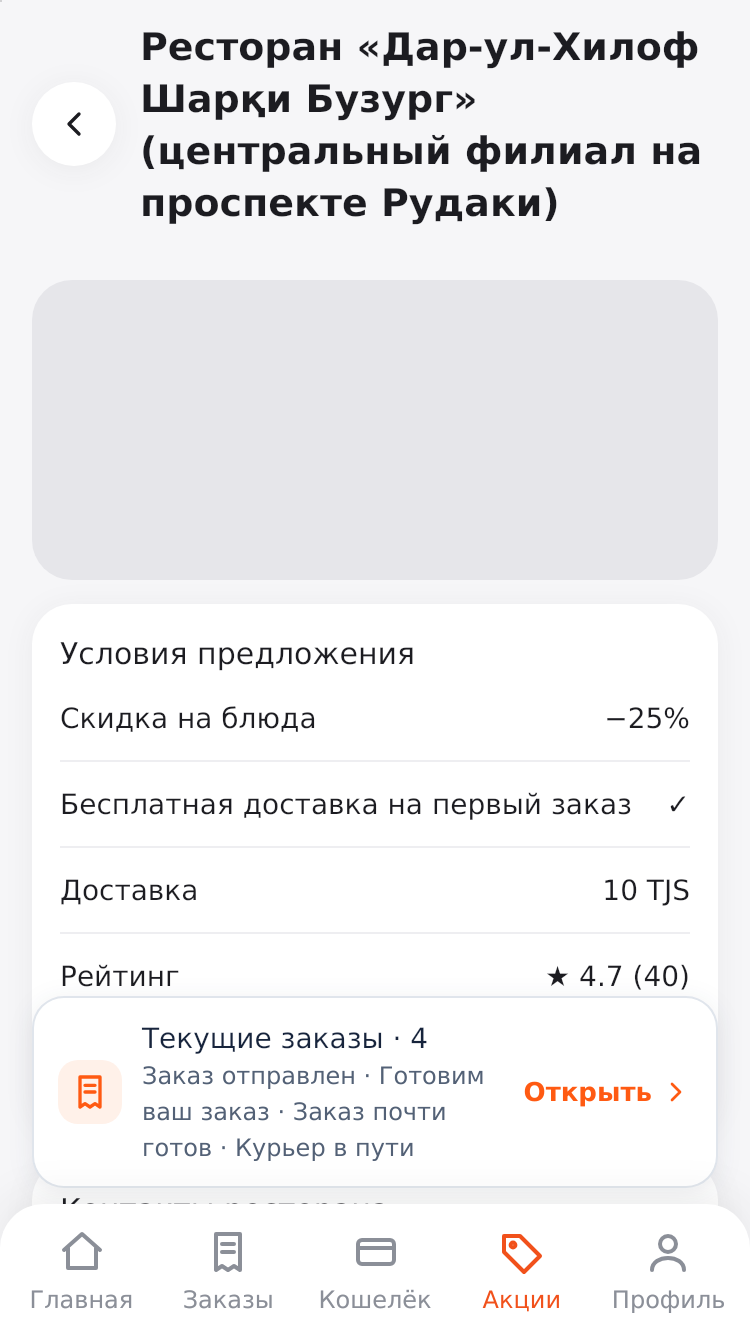 Ресторан «Дар-ул-Хилоф
Шарқи Бузург»
(центральный филиал на
проспекте Рудаки)
Условия предложения
Скидка на блюда −25%
Бесплатная доставка на первый заказ ✓
Доставка 10 TJS
Рейтинг ★ 4.7 (40)
Текущие заказы · 4
Заказ отправлен · Готовим
ваш заказ · Заказ почти
готов · Курьер в пути
Открыть
Главная Заказы Кошелёк Акции Профиль